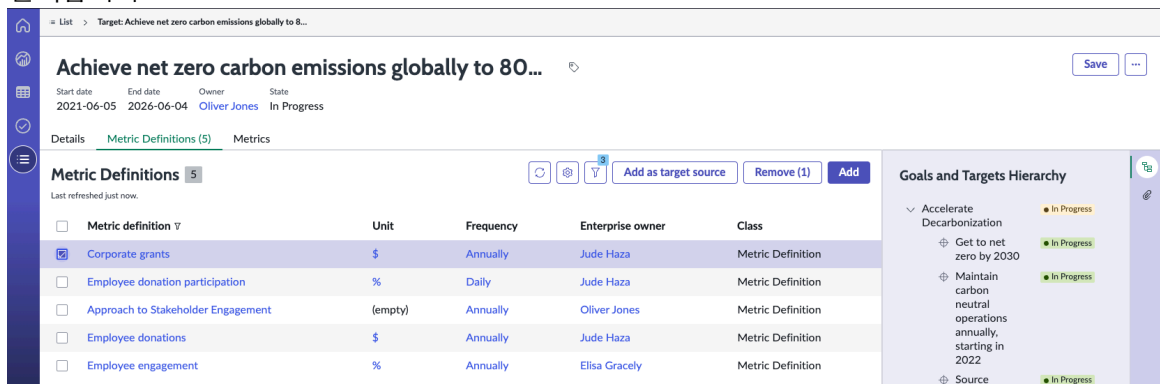 ≡ List > Target: Achieve net zero carbon emissions globally to 8...
Achieve net zero carbon emissions globally to 80...
Save ...
Start date End date Owner State
2021-06-05 2026-06-04 Oliver Jones In Progress
Details Metric Definitions (5) Metrics
Metric Definitions 5
Last refreshed just now.
3
Add as target source Remove (1) Add
Metric definition Unit Frequency Enterprise owner Class
Corporate grants $ Annually Jude Haza Metric Definition
Employee donation participation % Daily Jude Haza Metric Definition
Approach to Stakeholder Engagement (empty) Annually Oliver Jones Metric Definition
Employee donations $ Annually Jude Haza Metric Definition
Employee engagement % Annually Elisa Gracely Metric Definition
Goals and Targets Hierarchy
Accelerate Decarbonization In Progress
Get to net zero by 2030 In Progress
Maintain carbon neutral operations annually, starting in 2022 In Progress
Source In Progress